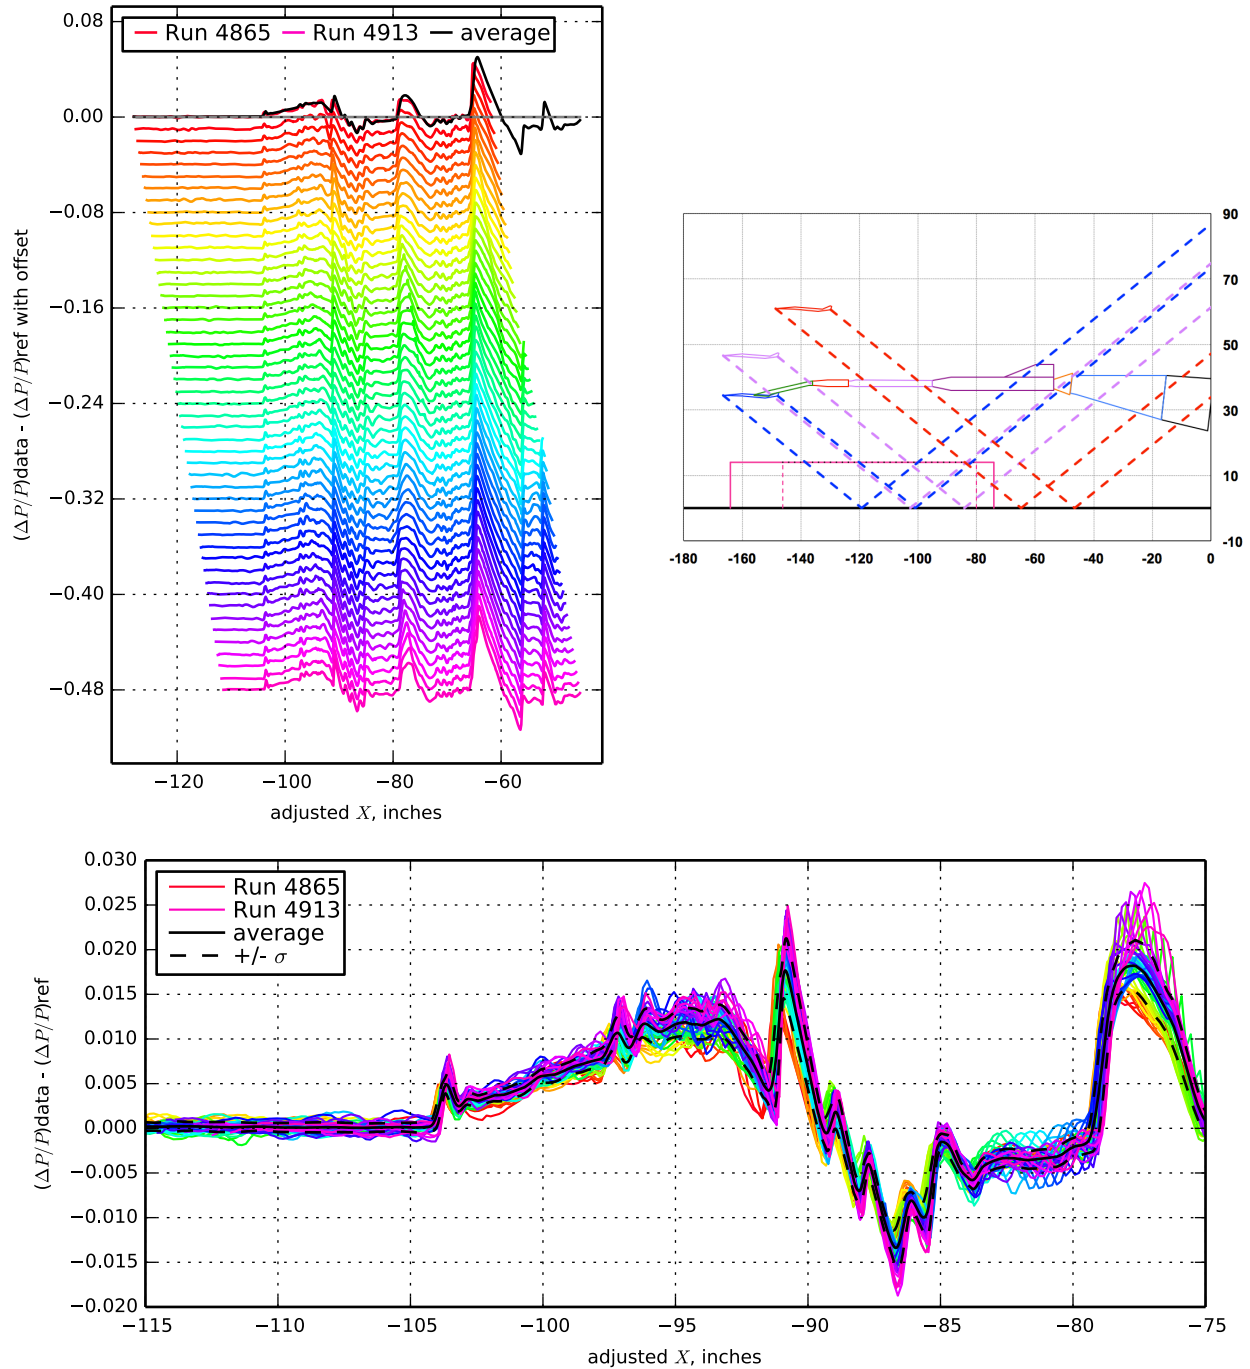 0.08
0.00
−0.08
−0.16
−0.24
−0.32
−0.40
−0.48
(ΔP/P)data - (ΔP/P)ref with offset
Run 4865 Run 4913 average
−120 −100 −80 −60
adjusted X, inches
90
70
50
30
10
-10
-180 -160 -140 -120 -100 -80 -60 -40 -20 0
0.030
0.025
0.020
0.015
0.010
0.005
0.000
−0.005
−0.010
−0.015
−0.020
(ΔP/P)data - (ΔP/P)ref
Run 4865
Run 4913
average
+/- σ
−115 −110 −105 −100 −95 −90 −85 −80 −75
adjusted X, inches